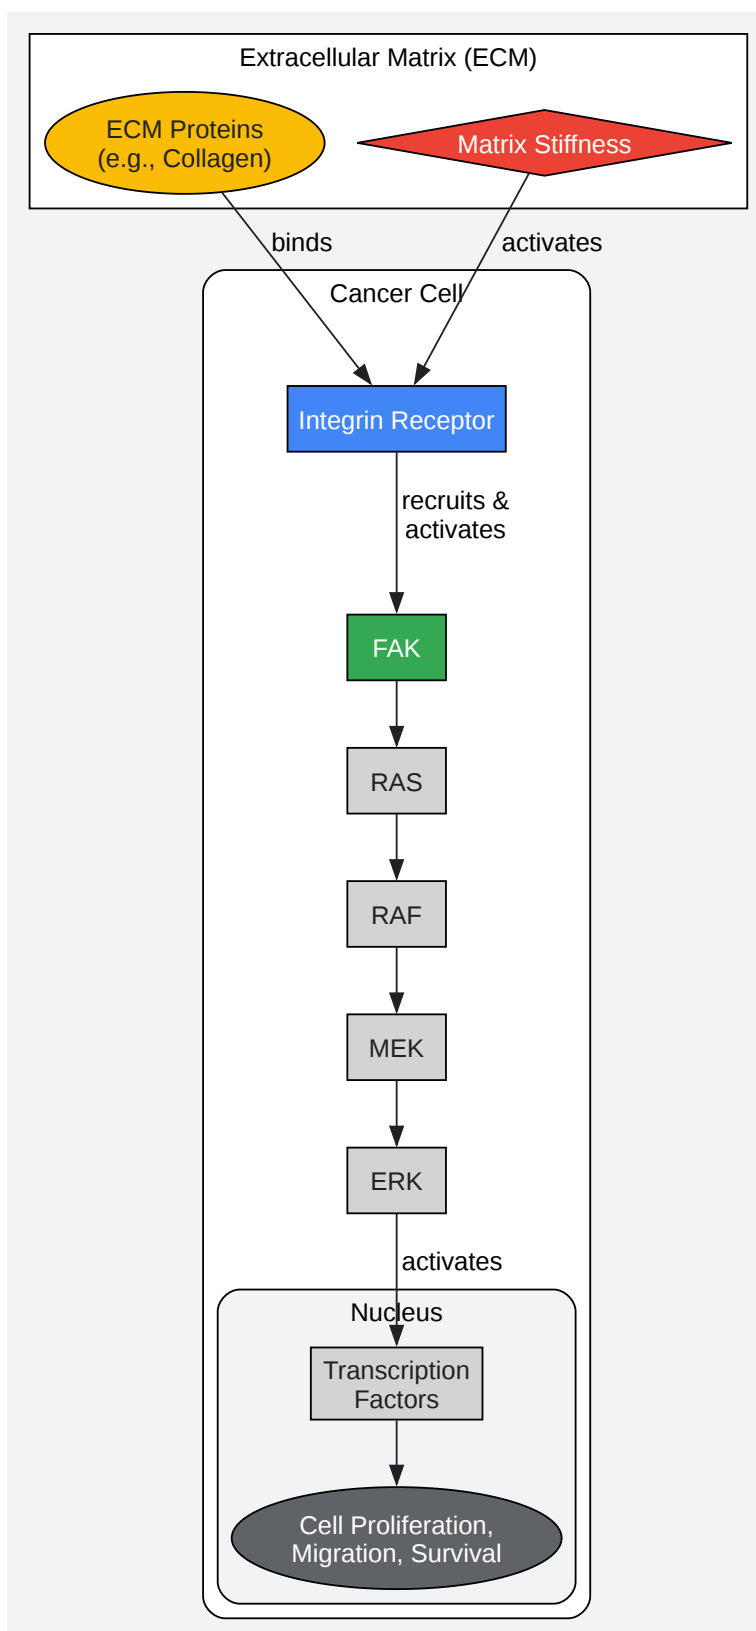 Extracellular Matrix (ECM)
ECM Proteins
(e.g., Collagen)
Matrix Stiffness
binds
activates
Cancer Cell
Integrin Receptor
recruits &
activates
FAK
RAS
RAF
MEK
ERK
activates
Nucleus
Transcription
Factors
Cell Proliferation,
Migration, Survival